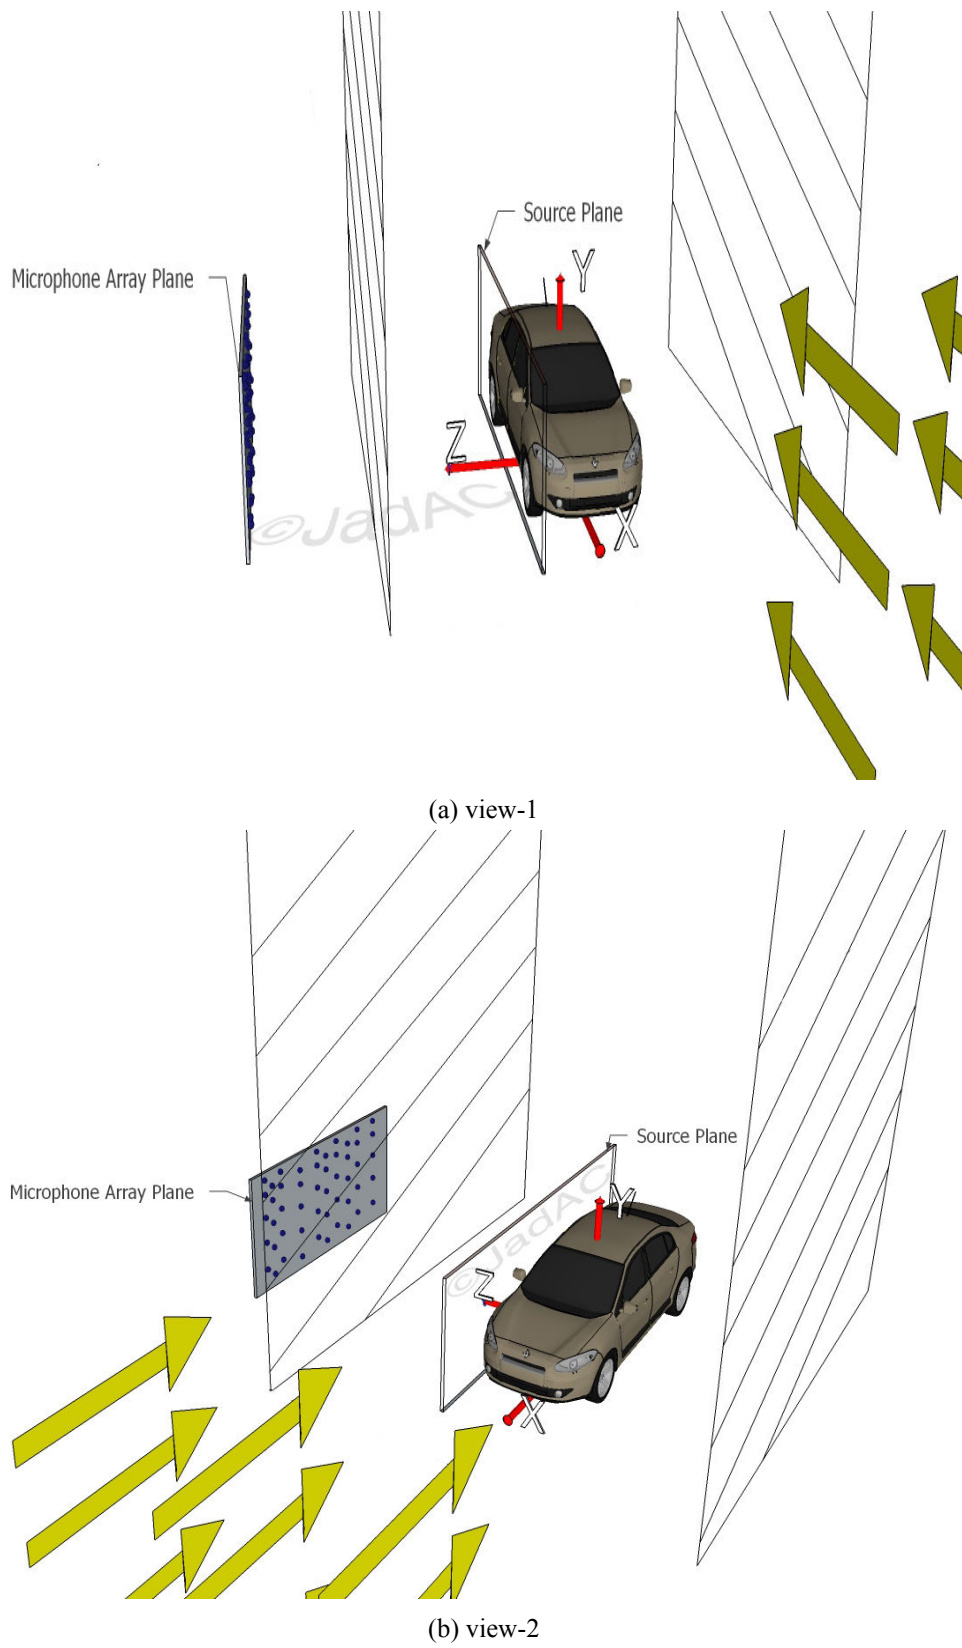 Source Plane
Y
Microphone Array Plane
Z
©JadAC
X
(a) view-1
Source Plane
Microphone Array Plane
©JadAC
Y
Z
X
(b) view-2